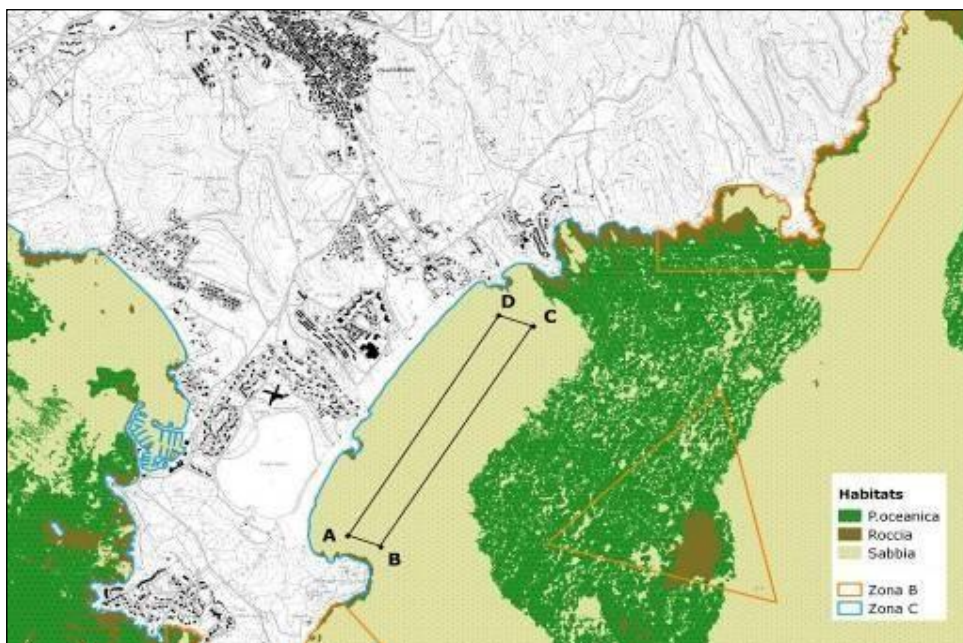 D
C
A
B
Habitats
P.oceanica
Roccia
Sabbia
Zona B
Zona C